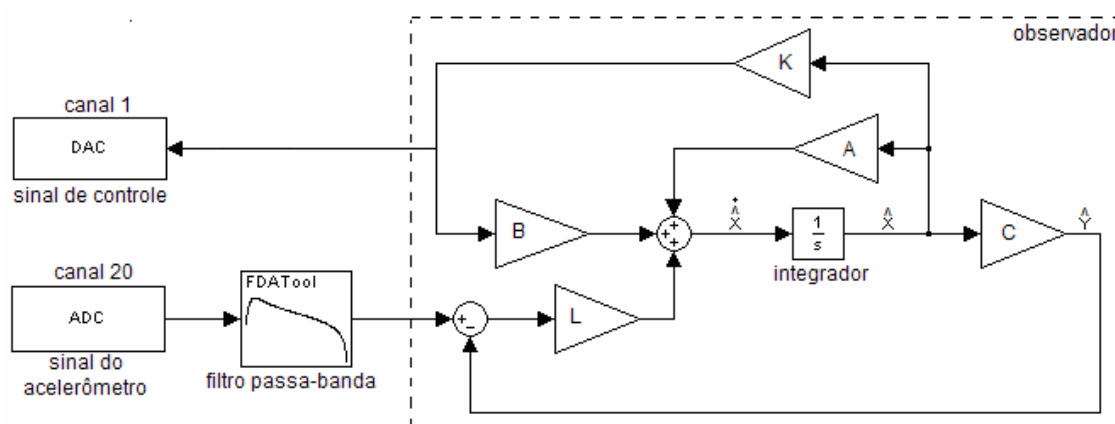 observador
K
canal 1
DAC
sinal de controle
A
B
+
+
+
Ẋ̂
1
s
integrador
X̂
C
Ŷ
canal 20
ADC
sinal do
acelerômetro
FDATool
filtro passa-banda
+
−
L